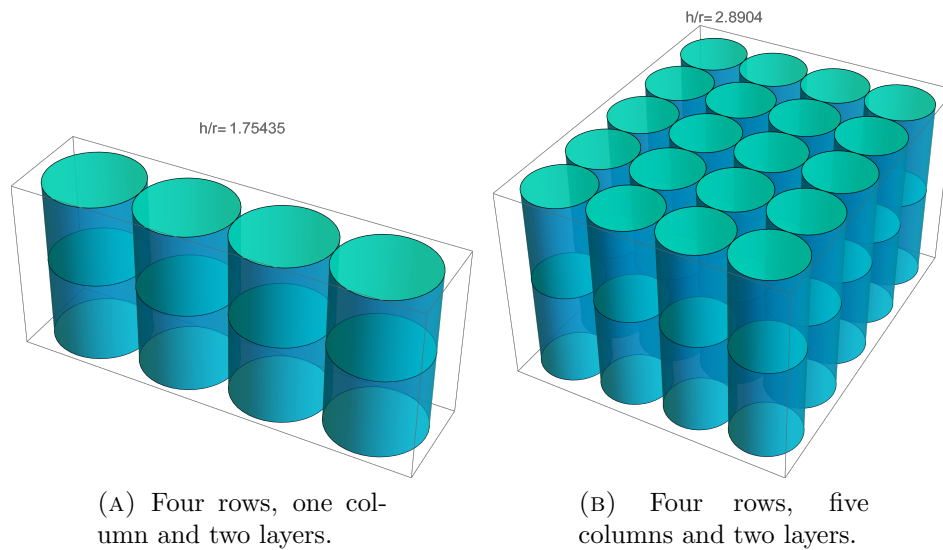 h/r= 2.8904
h/r= 1.75435
(A) Four rows, one col-
umn and two layers.
(B) Four rows, five
columns and two layers.